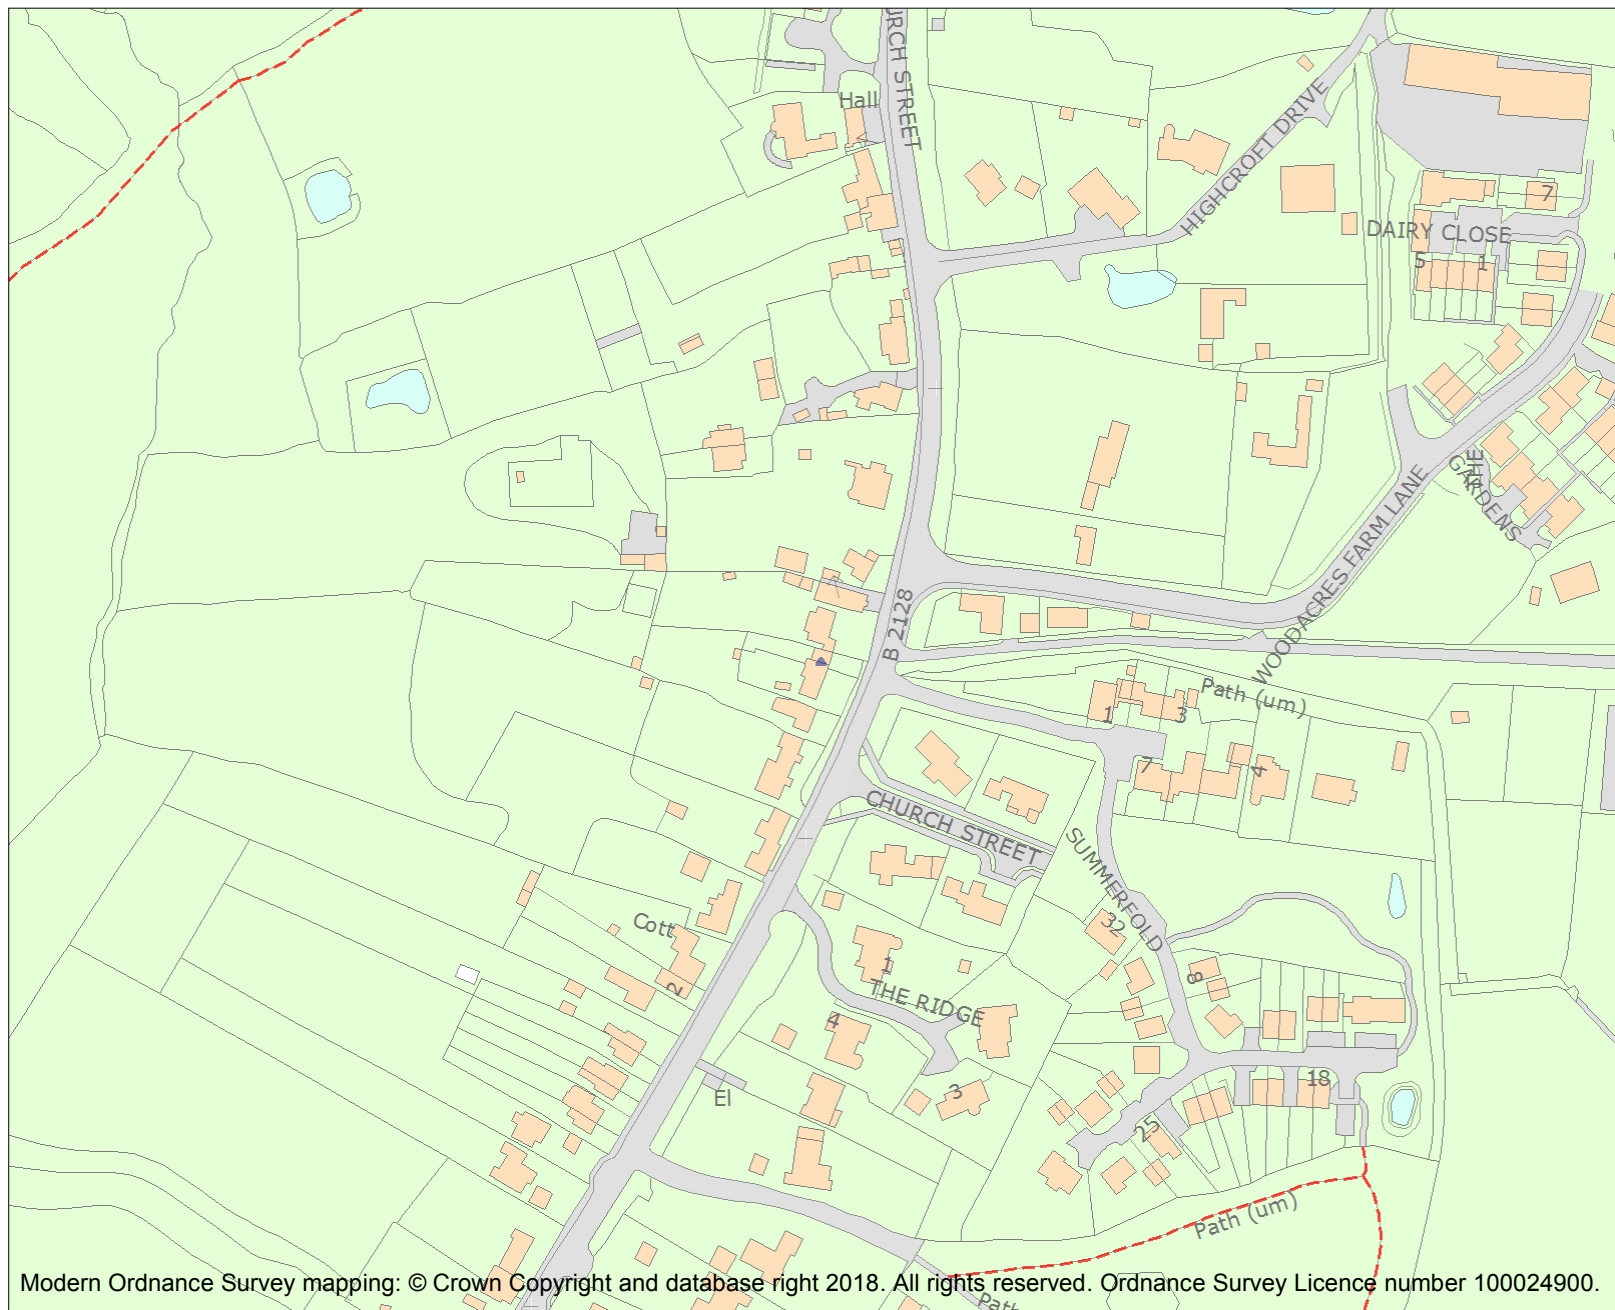 URCH STREET
Hall
HIGHCROFT DRIVE
7
DAIRY CLOSE
5
1
THE
GARDENS
WOODACRES FARM LANE
B 2128
Path (um)
1
3
7
4
CHURCH STREET
SUMMERFOLD
32
Cott
2
1
8
THE RIDGE
4
3
El
18
25
Path (um)
Modern Ordnance Survey mapping: © Crown Copyright and database right 2018. All rights reserved. Ordnance Survey Licence number 100024900.
Path